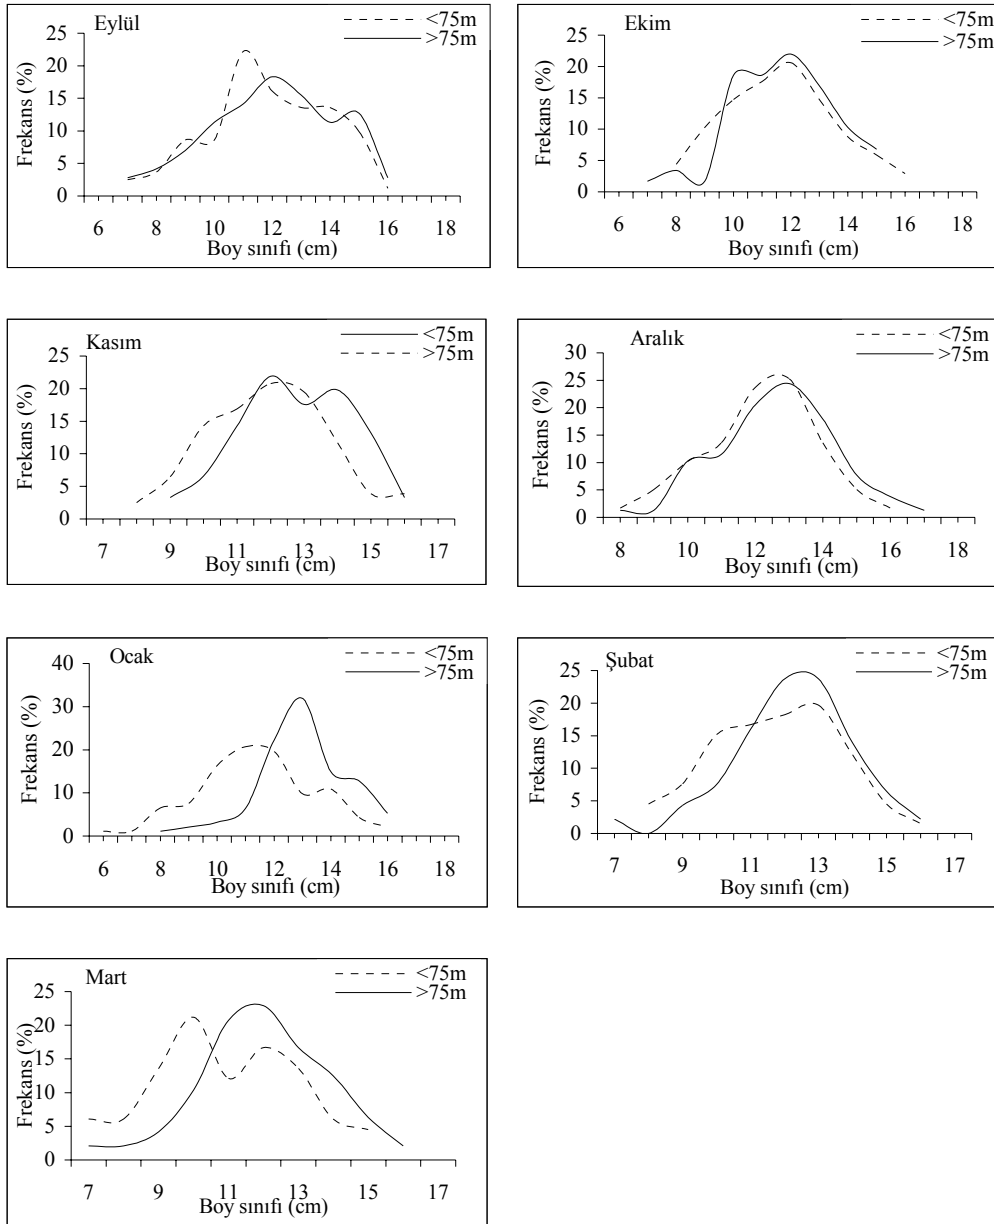 Eylül
<75m
>75m
Frekans (%)
25
20
15
10
5
0
6 8 10 12 14 16 18
Boy sınıfı (cm)
Ekim
<75m
>75m
Frekans (%)
25
20
15
10
5
0
6 8 10 12 14 16 18
Boy sınıfı (cm)
Kasım
<75m
>75m
Frekans (%)
25
20
15
10
5
0
7 9 11 13 15 17
Boy sınıfı (cm)
Aralık
<75m
>75m
Frekans (%)
30
25
20
15
10
5
0
8 10 12 14 16 18
Boy sınıfı (cm)
Ocak
<75m
>75m
Frekans (%)
40
30
20
10
0
6 8 10 12 14 16 18
Boy sınıfı (cm)
Şubat
<75m
>75m
Frekans (%)
25
20
15
10
5
0
7 9 11 13 15 17
Boy sınıfı (cm)
Mart
<75m
>75m
Frekans (%)
25
20
15
10
5
0
7 9 11 13 15 17
Boy sınıfı (cm)